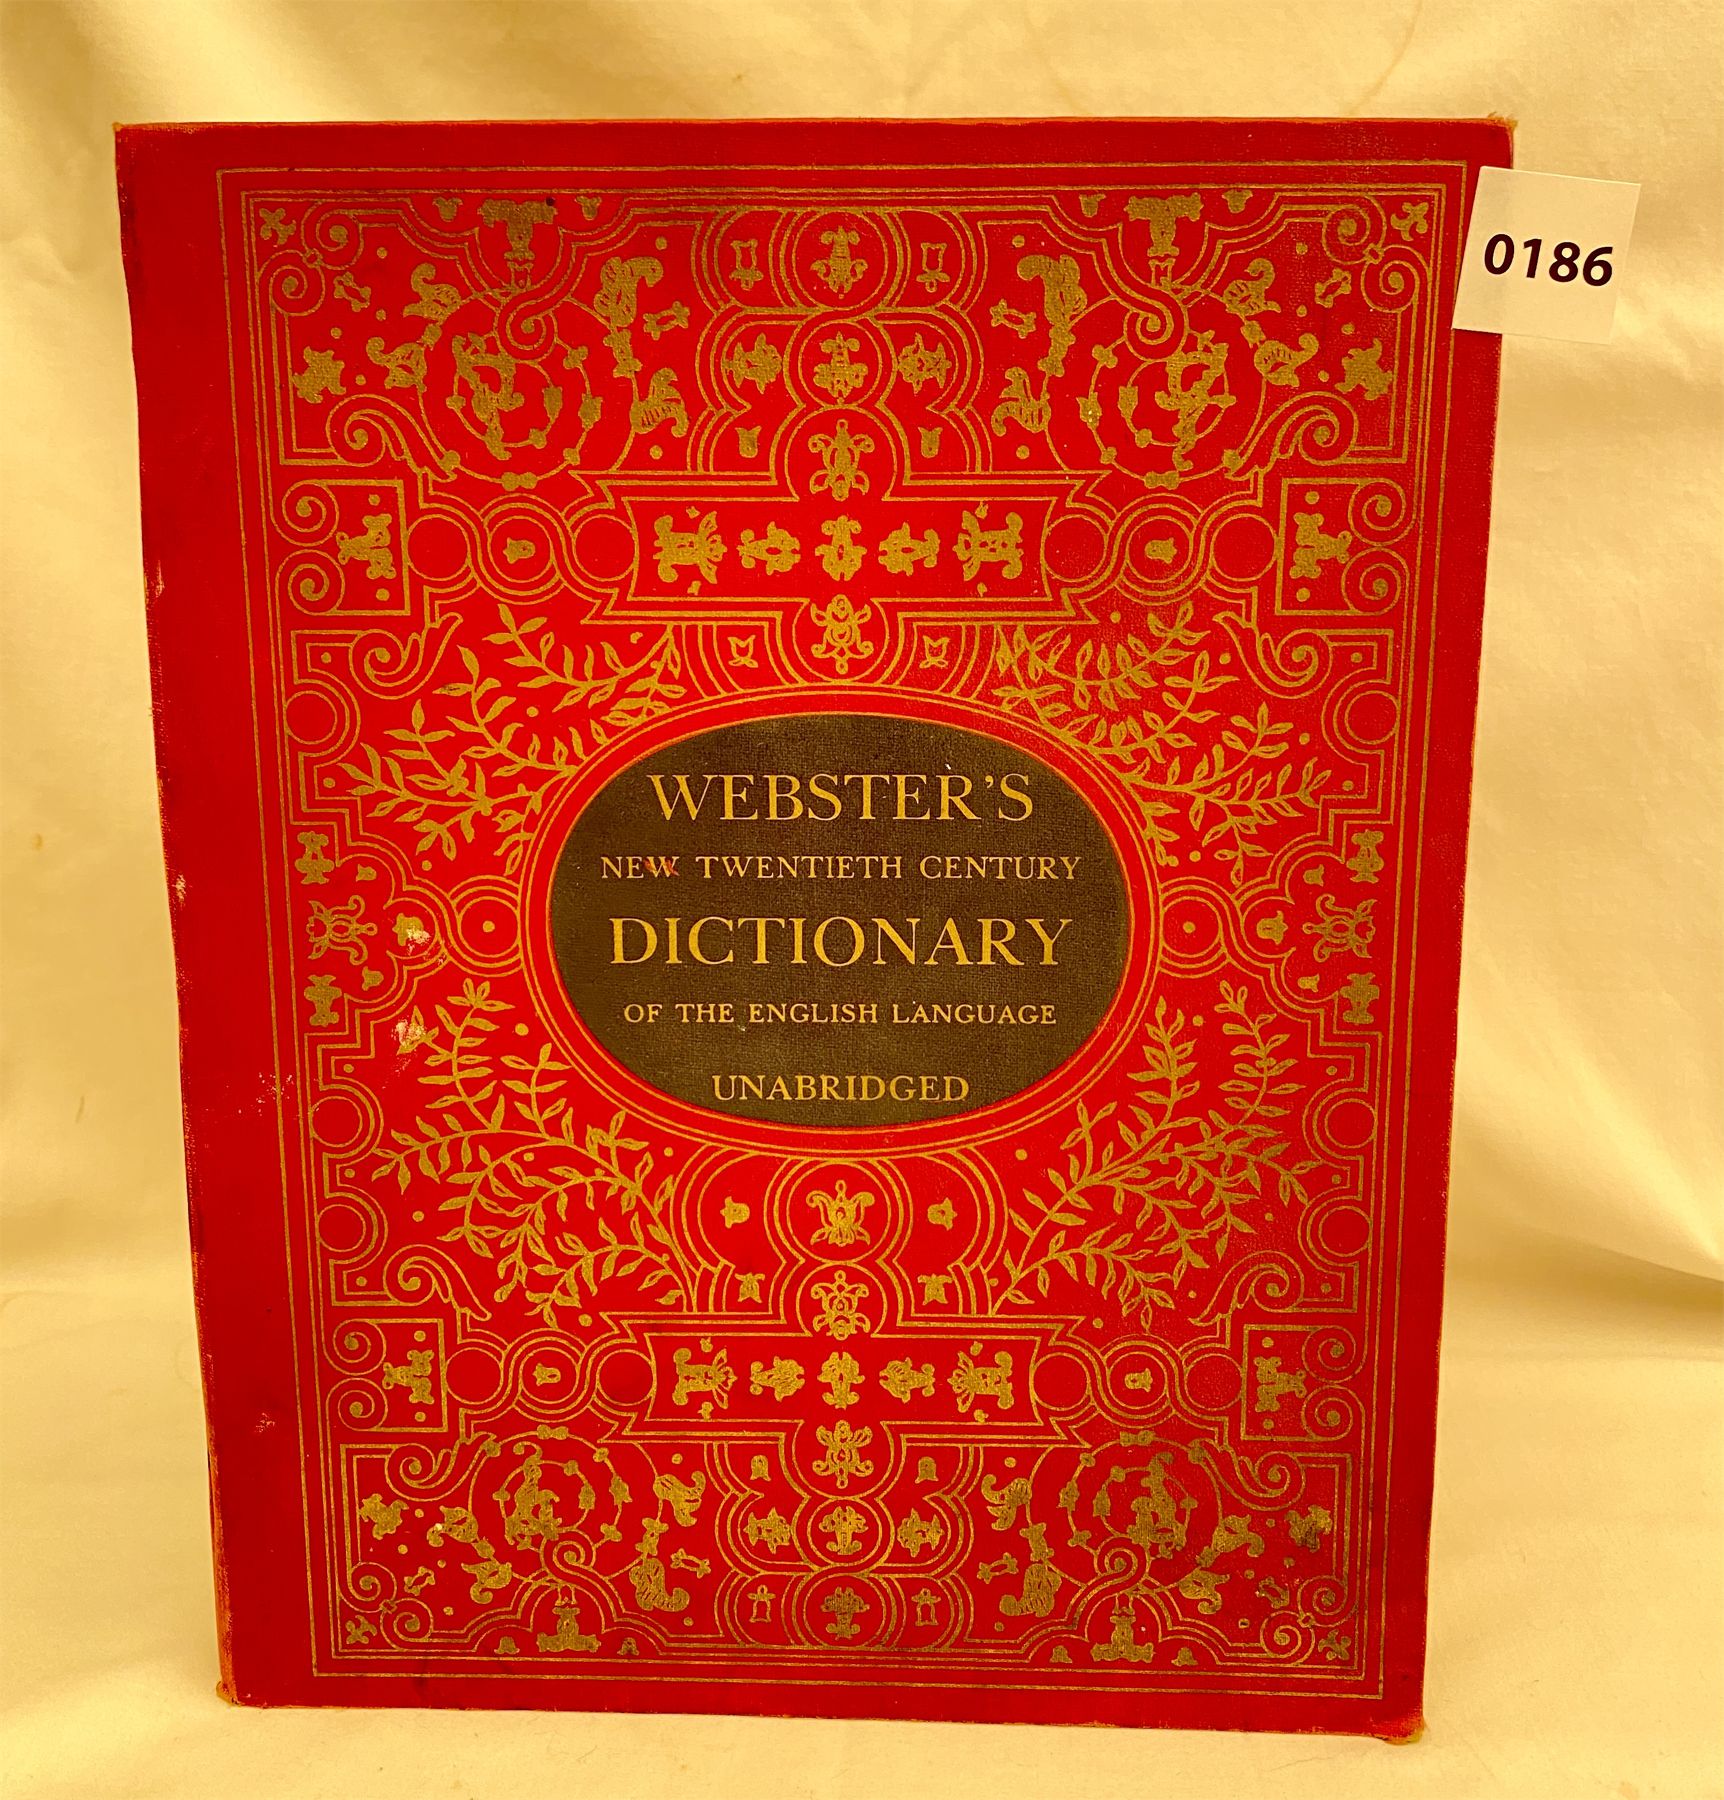 0186
WEBSTER'S
NEW TWENTIETH CENTURY
DICTIONARY
OF THE ENGLISH LANGUAGE
UNABRIDGED